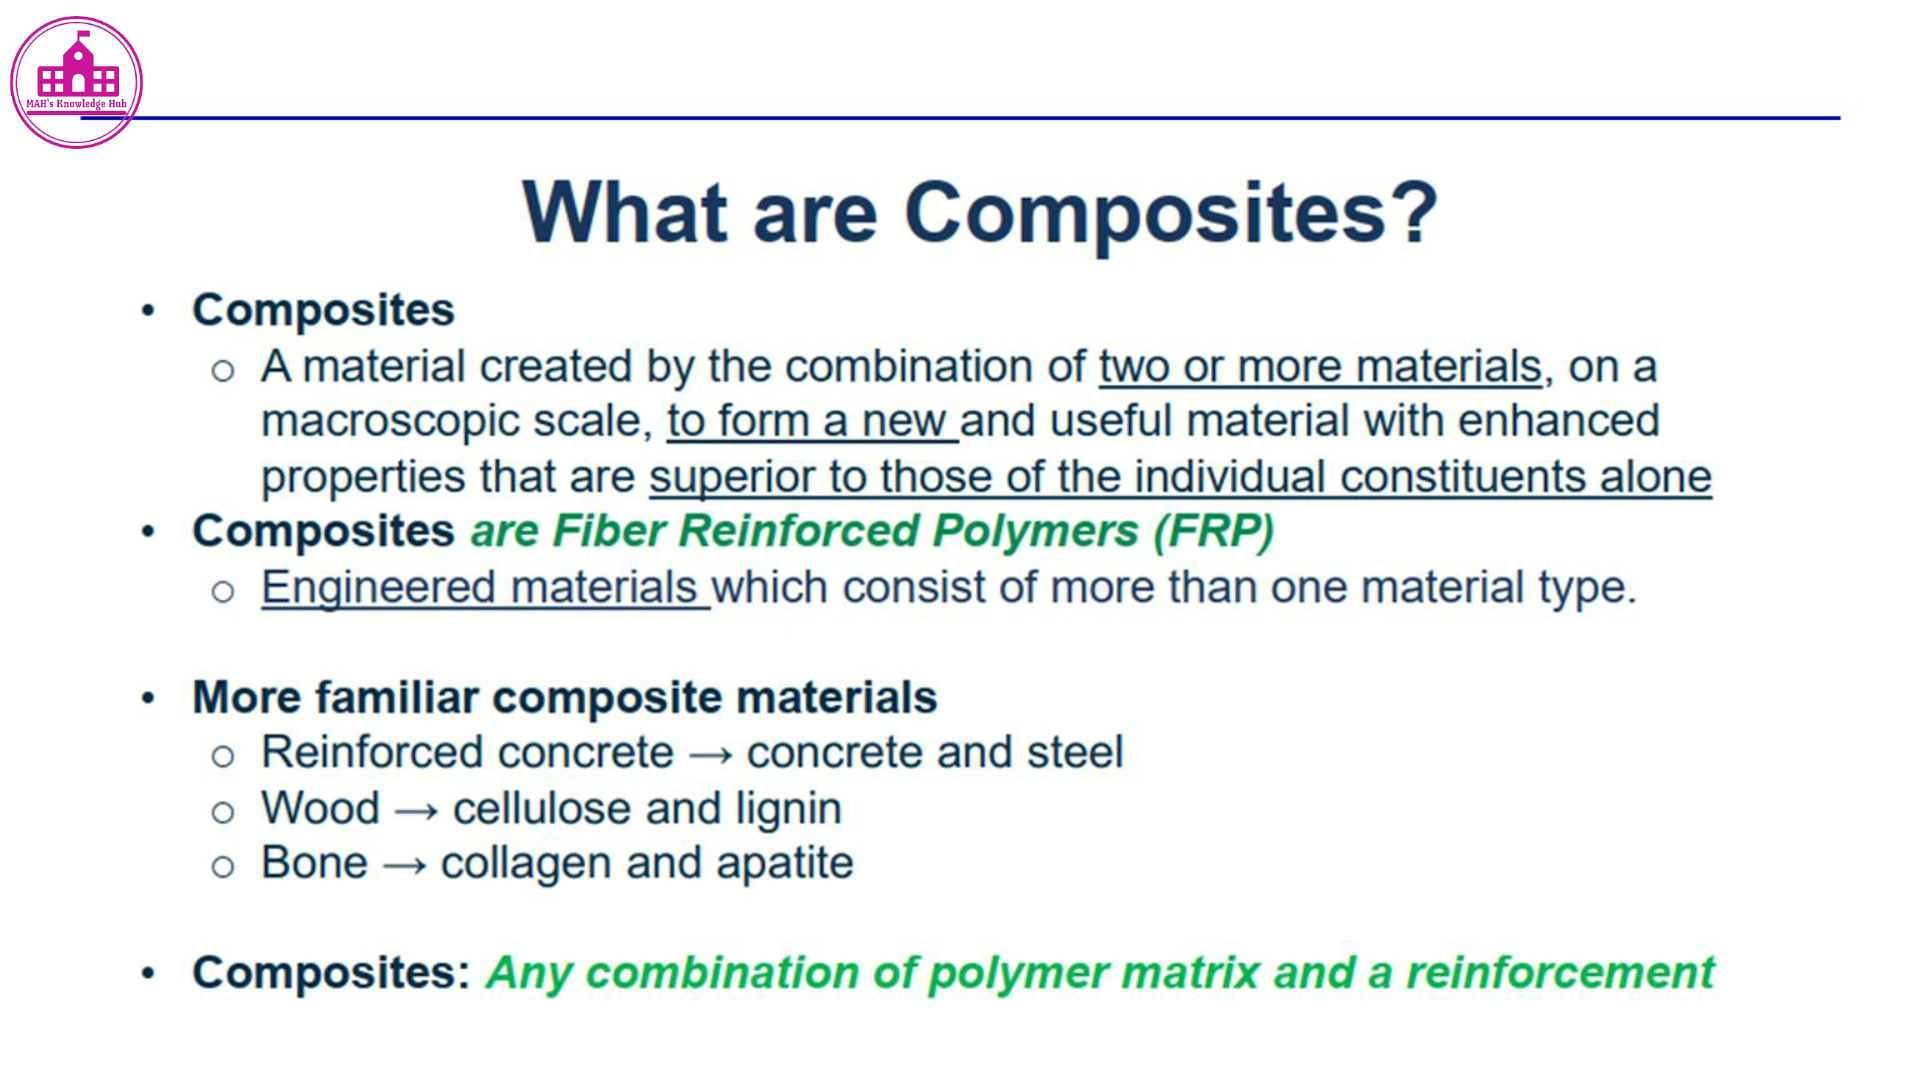 MAH's Knowledge Hub
What are Composites?
• Composites
o A material created by the combination of two or more materials, on a
macroscopic scale, to form a new and useful material with enhanced
properties that are superior to those of the individual constituents alone
• Composites are Fiber Reinforced Polymers (FRP)
o Engineered materials which consist of more than one material type.
• More familiar composite materials
o Reinforced concrete → concrete and steel
o Wood → cellulose and lignin
o Bone → collagen and apatite
• Composites: Any combination of polymer matrix and a reinforcement